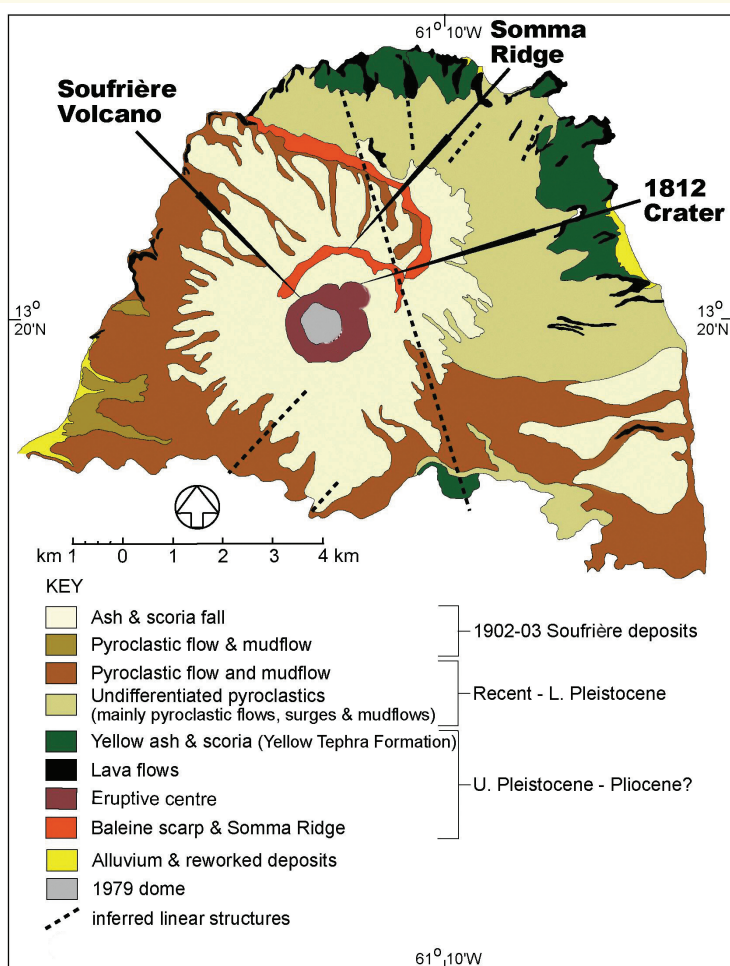 61° 10'W
Somma
Ridge
Soufrière
Volcano
1812
Crater
13°
20'N
13°
20'N
km 1 0 1 2 3 4 km
KEY
Ash & scoria fall
Pyroclastic flow & mudflow
1902-03 Soufrière deposits
Pyroclastic flow and mudflow
Undifferentiated pyroclastics
(mainly pyroclastic flows, surges & mudflows)
Recent - L. Pleistocene
Yellow ash & scoria (Yellow Tephra Formation)
Lava flows
Eruptive centre
Baleine scarp & Somma Ridge
U. Pleistocene - Pliocene?
Alluvium & reworked deposits
1979 dome
inferred linear structures
61° 10'W